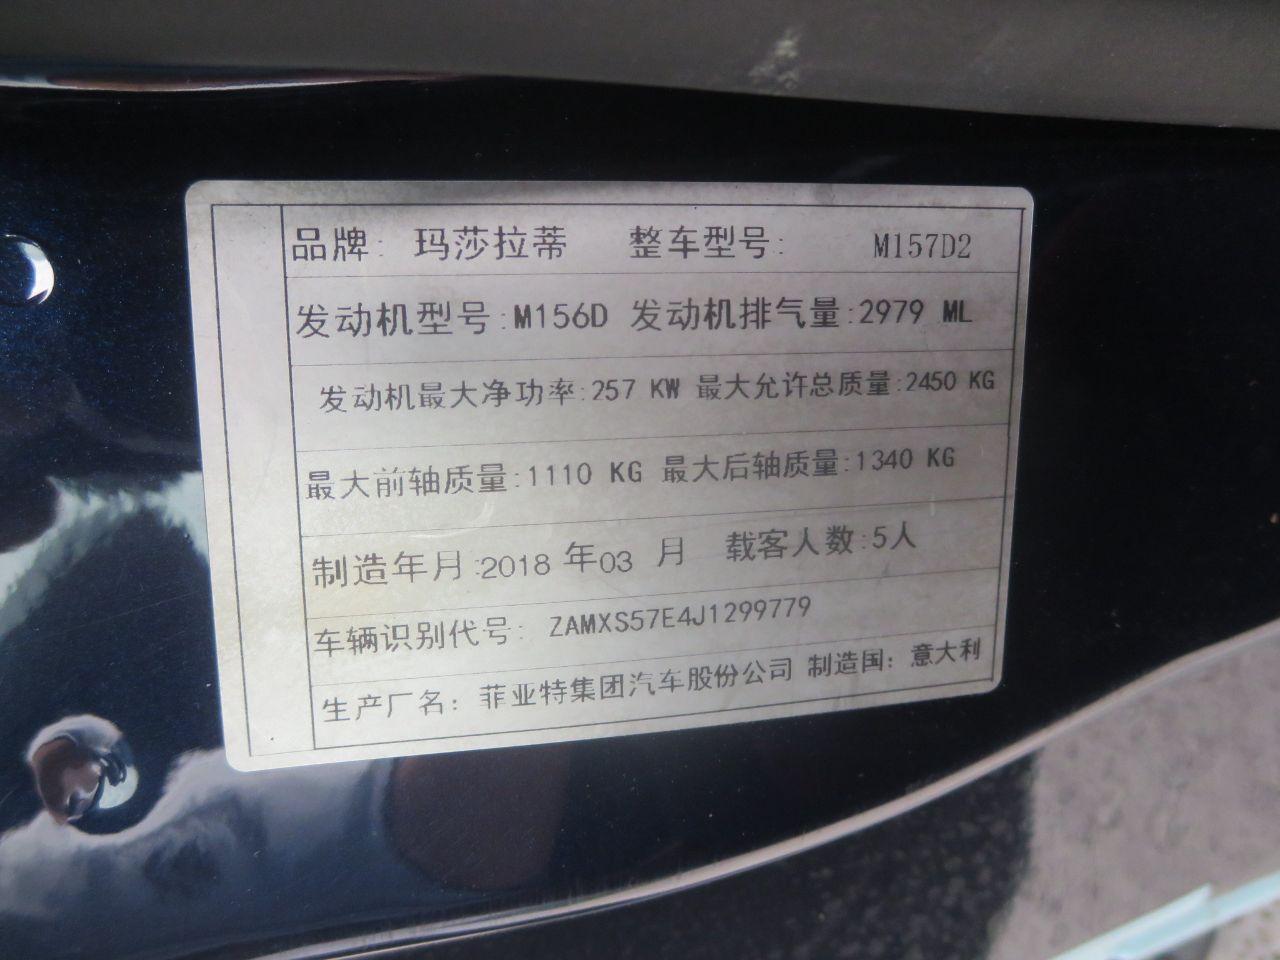 品牌: 玛莎拉蒂 整车型号: M157D2
发动机型号:M156D 发动机排气量:2979 ML
发动机最大净功率:257 KW 最大允许总质量:2450 KG
最大前轴质量:1110 KG 最大后轴质量:1340 KG
制造年月:2018 年03 月 载客人数:5人
车辆识别代号: ZAMXS57E4J1299779
生产厂名: 菲亚特集团汽车股份公司 制造国: 意大利